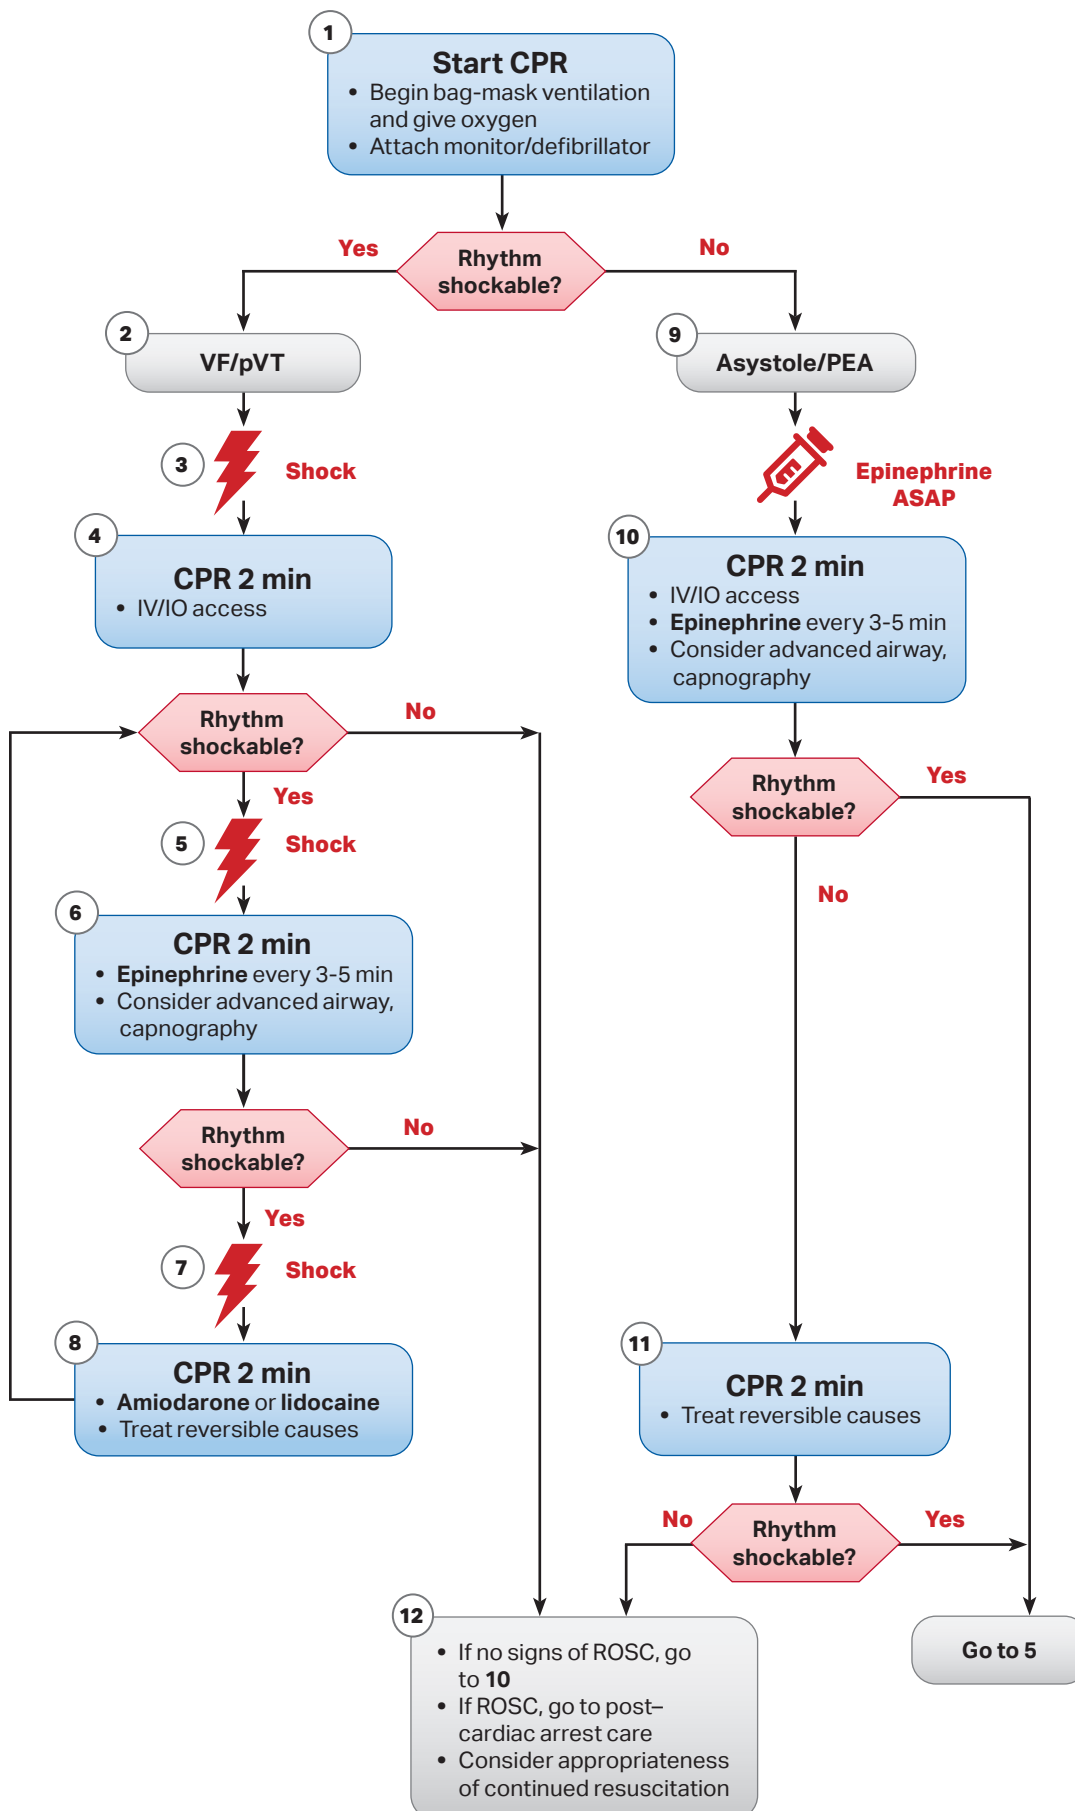 1
Start CPR
• Begin bag-mask ventilation
and give oxygen
• Attach monitor/defibrillator
Rhythm
shockable?
Yes
No
2
VF/pVT
3
Shock
4
CPR 2 min
• IV/IO access
Rhythm
shockable?
No
Yes
5
Shock
6
CPR 2 min
• Epinephrine every 3-5 min
• Consider advanced airway,
capnography
Rhythm
shockable?
No
Yes
7
Shock
8
CPR 2 min
• Amiodarone or lidocaine
• Treat reversible causes
9
Asystole/PEA
Epinephrine
ASAP
10
CPR 2 min
• IV/IO access
• Epinephrine every 3-5 min
• Consider advanced airway,
capnography
Rhythm
shockable?
Yes
No
11
CPR 2 min
• Treat reversible causes
Rhythm
shockable?
No
Yes
12
• If no signs of ROSC, go
to 10
• If ROSC, go to post–
cardiac arrest care
• Consider appropriateness
of continued resuscitation
Go to 5